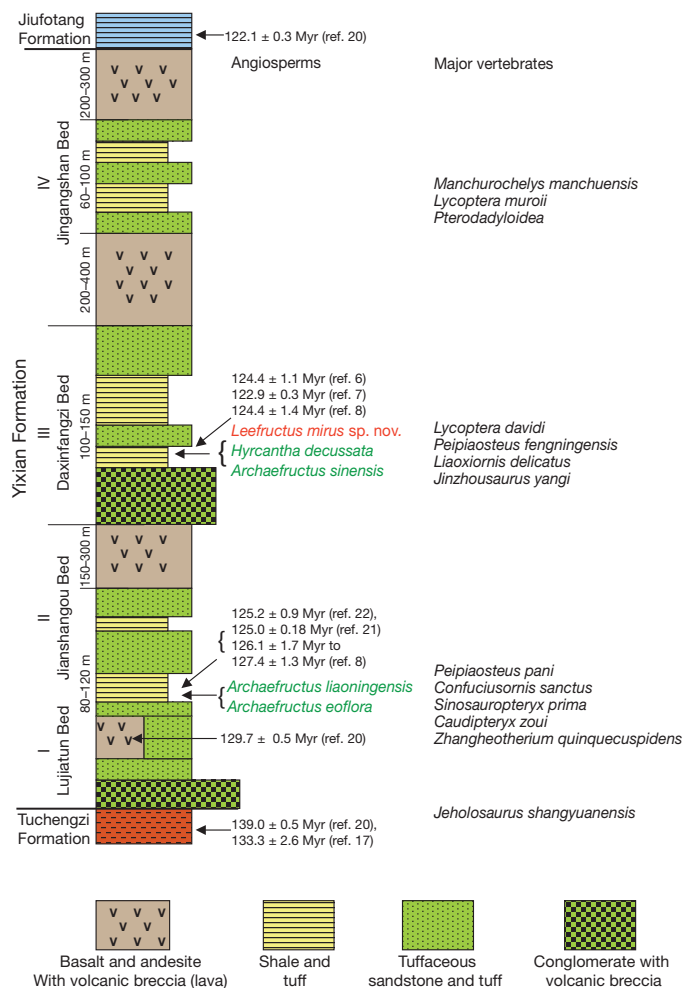 Jiufotang
Formation
122.1 ± 0.3 Myr (ref. 20)
Angiosperms
Major vertebrates
200–300 m
IV
Jingangshan Bed
60–100 m
Manchurochelys manchuensis
Lycoptera muroii
Pterodadyloidea
200–400 m
Yixian Formation
III
Daxinfangzi Bed
100–150 m
124.4 ± 1.1 Myr (ref. 6)
122.9 ± 0.3 Myr (ref. 7)
124.4 ± 1.4 Myr (ref. 8)
Leefructus mirus sp. nov.
Hyrcantha decussata
Archaefructus sinensis
Lycoptera davidi
Peipiaosteus fengningensis
Liaoxiornis delicatus
Jinzhousaurus yangi
150–300 m
II
Jianshangou Bed
80–120 m
125.2 ± 0.9 Myr (ref. 22),
125.0 ± 0.18 Myr (ref. 21)
126.1 ± 1.7 Myr to
127.4 ± 1.3 Myr (ref. 8)
Archaefructus liaoningensis
Archaefructus eoflora
Peipiaosteus pani
Confuciusornis sanctus
Sinosauropteryx prima
Caudipteryx zoui
Zhangheotherium quinquecuspidens
I
Lujiatun Bed
129.7 ± 0.5 Myr (ref. 20)
Jeholosaurus shangyuanensis
Tuchengzi
Formation
139.0 ± 0.5 Myr (ref. 20),
133.3 ± 2.6 Myr (ref. 17)
Basalt and andesite
With volcanic breccia (lava)
Shale and
tuff
Tuffaceous
sandstone and tuff
Conglomerate with
volcanic breccia